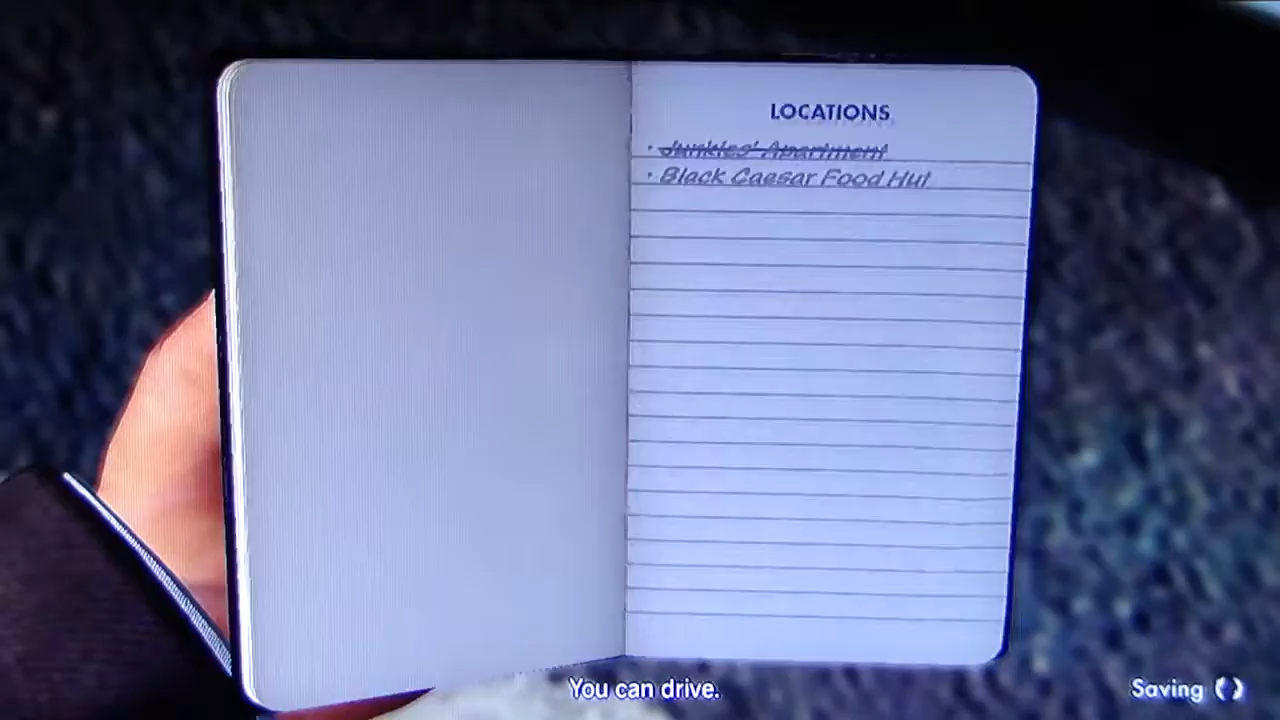 LOCATIONS
· Junkies' Apartment
· Black Caesar Food Hut
You can drive.
Saving